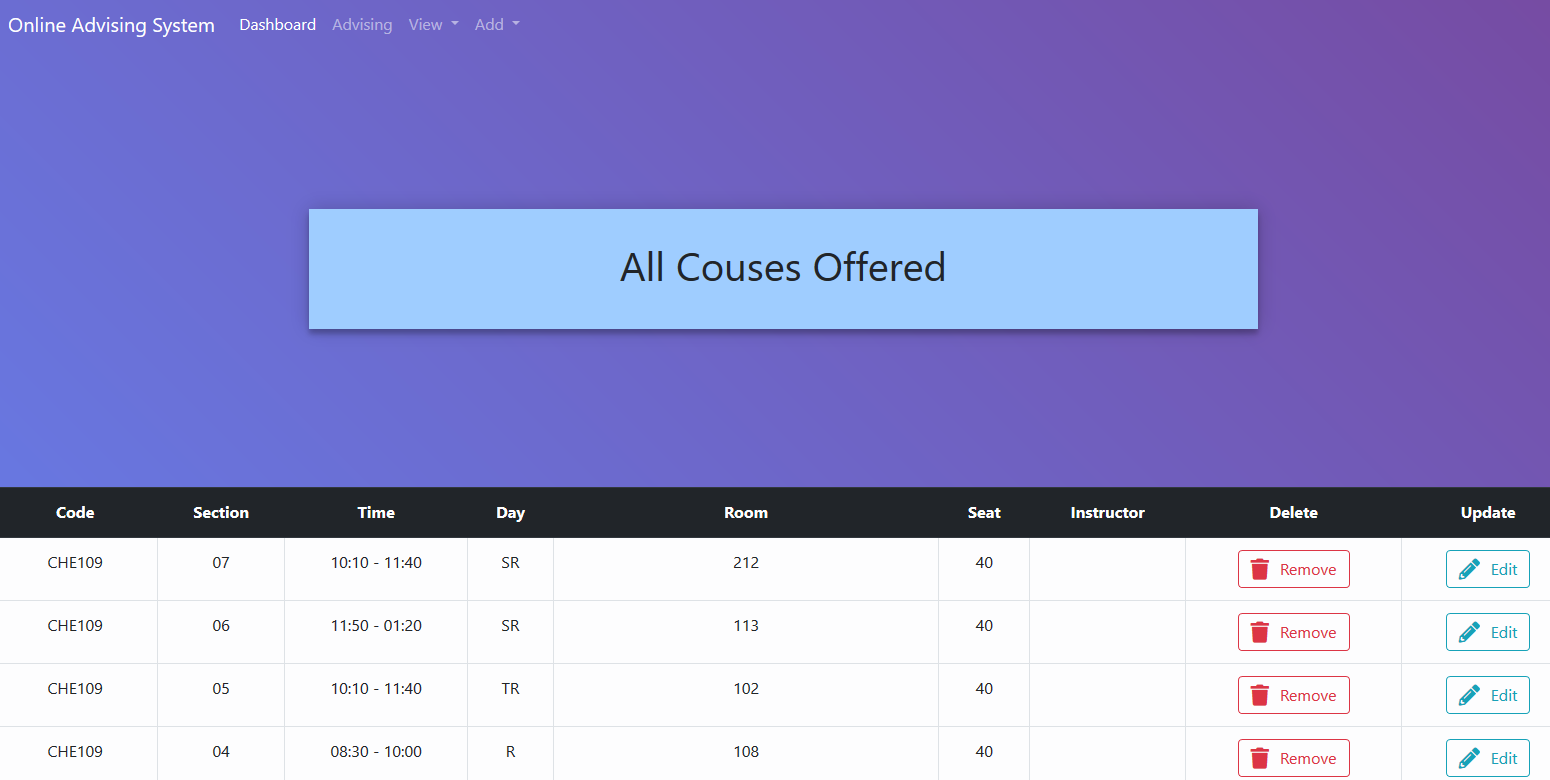 Online Advising System Dashboard Advising View Add
All Couses Offered
Code Section Time Day Room Seat Instructor Delete Update
CHE109 07 10:10 - 11:40 SR 212 40 Remove Edit
CHE109 06 11:50 - 01:20 SR 113 40 Remove Edit
CHE109 05 10:10 - 11:40 TR 102 40 Remove Edit
CHE109 04 08:30 - 10:00 R 108 40 Remove Edit